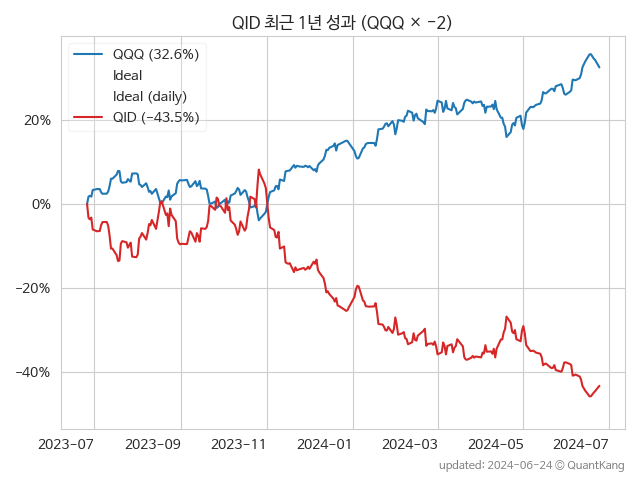 QID 최근 1년 성과 (QQQ × −2)
QQQ (32.6%)
Ideal
Ideal (daily)
QID (−43.5%)
20%
0%
−20%
−40%
2023-07 2023-09 2023-11 2024-01 2024-03 2024-05 2024-07
updated: 2024-06-24 © QuantKang